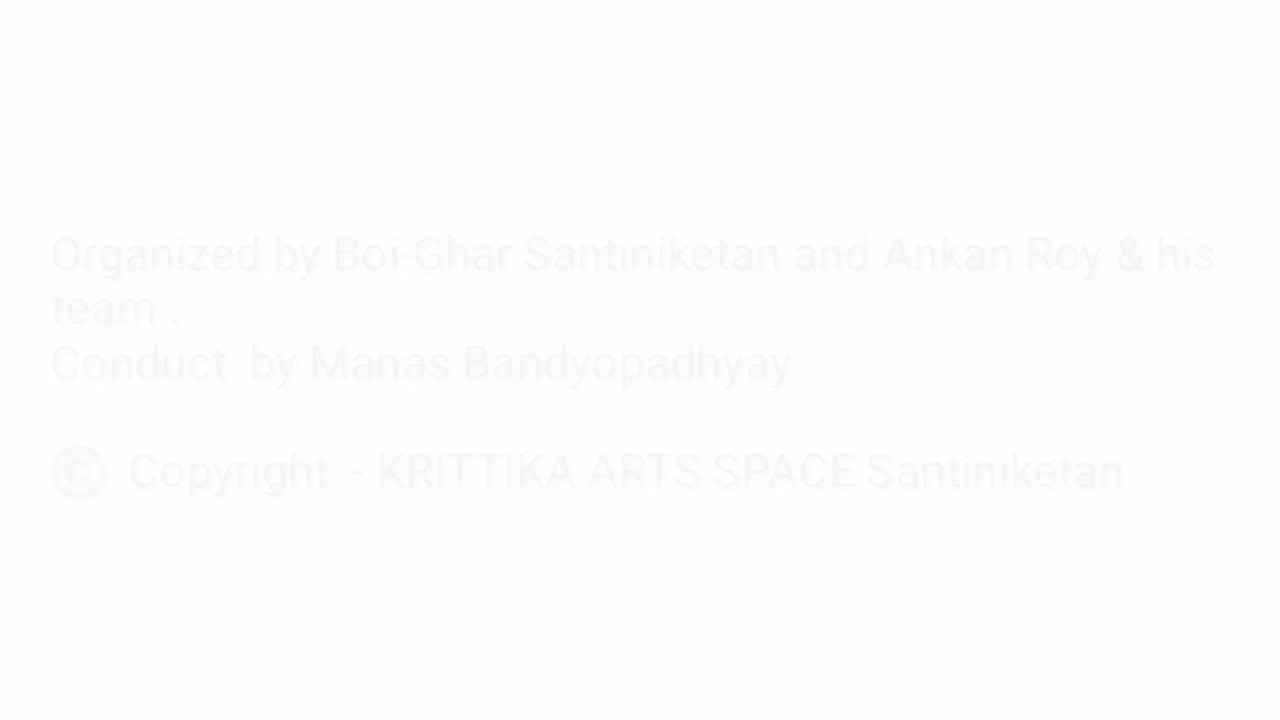 Organized by Boi-Ghar Santiniketan and Ankan Roy & his
team .
Conduct  by Manas Bandyopadhyay
©  Copyright  - KRITTIKA ARTS SPACE Santiniketan